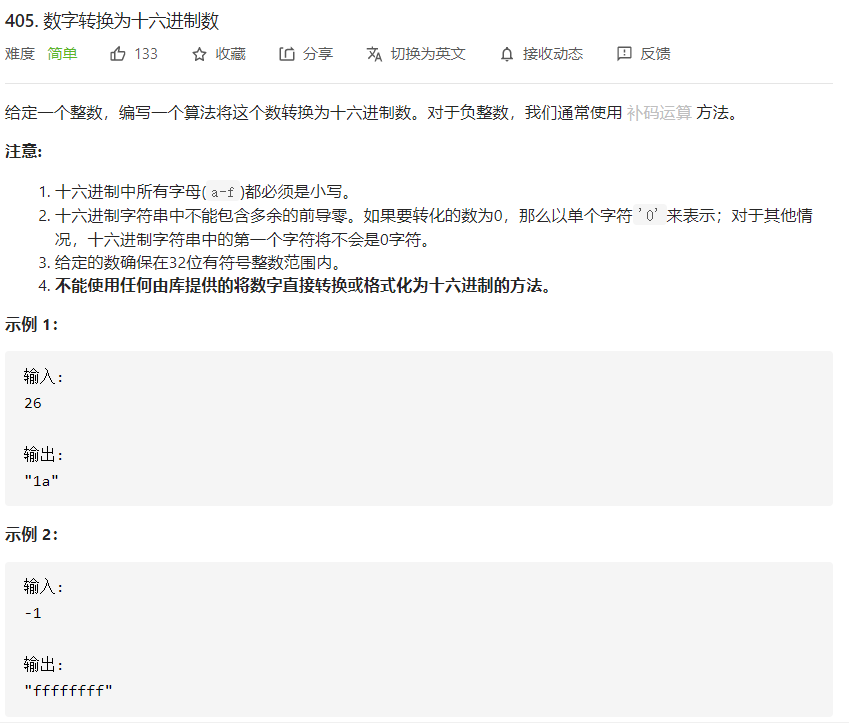 405. 数字转换为十六进制数
难度 简单 133 收藏 分享 切换为英文 接收动态 反馈
给定一个整数，编写一个算法将这个数转换为十六进制数。对于负整数，我们通常使用 补码运算 方法。
注意:
1. 十六进制中所有字母(a-f)都必须是小写。
2. 十六进制字符串中不能包含多余的前导零。如果要转化的数为0，那么以单个字符'0'来表示；对于其他情
况，十六进制字符串中的第一个字符将不会是0字符。
3. 给定的数确保在32位有符号整数范围内。
4. 不能使用任何由库提供的将数字直接转换或格式化为十六进制的方法。
示例 1：
输入:
26
输出:
"1a"
示例 2：
输入:
-1
输出:
"ffffffff"